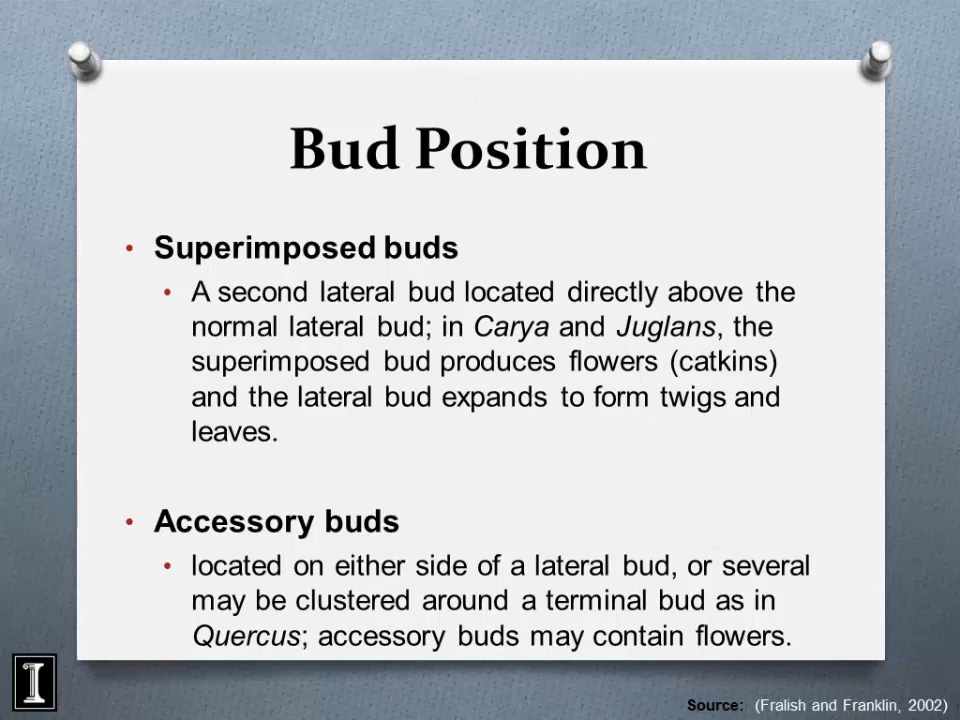 Bud Position
• Superimposed buds
• A second lateral bud located directly above the
normal lateral bud; in Carya and Juglans, the
superimposed bud produces flowers (catkins)
and the lateral bud expands to form twigs and
leaves.
• Accessory buds
• located on either side of a lateral bud, or several
may be clustered around a terminal bud as in
Quercus; accessory buds may contain flowers.
I
Source: (Fralish and Franklin, 2002)